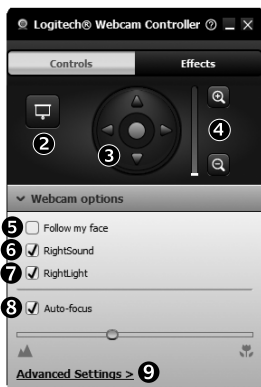 Logitech® Webcam Controller
Controls Effects
2
3
4
Webcam options
5 Follow my face
6 RightSound
7 RightLight
8 Auto-focus
Advanced Settings > 9